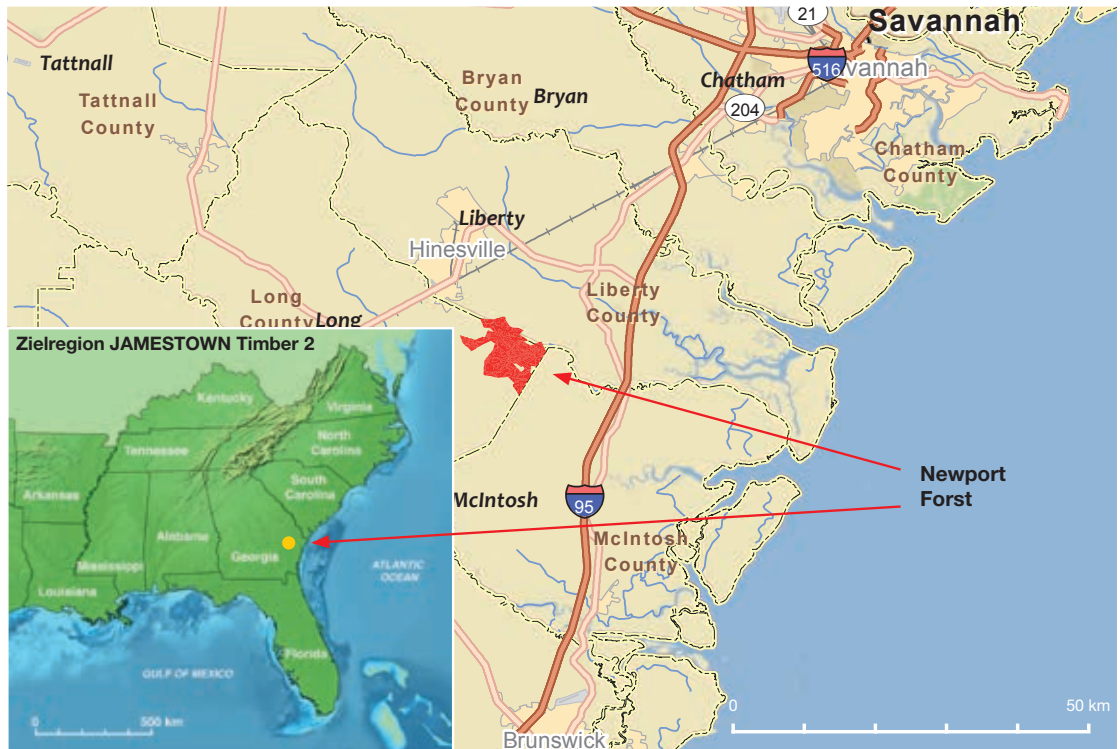 21
Savannah
Tattnall
Tattnall
County
Bryan
County
Bryan
Chatham
516
vannah
204
Chatham
County
Liberty
Hinesville
Liberty
County
Long
County
Long
Zielregion JAMESTOWN Timber 2
Kentucky
Virginia
Tennessee
North
Carolina
South
Carolina
Arkansas
Alabama
Georgia
Mississippi
Louisiana
ATLANTIC
OCEAN
Florida
GULF OF MEXICO
0 500 km
Newport
Forst
McIntosh
95
McIntosh
County
0 50 km
Brunswick